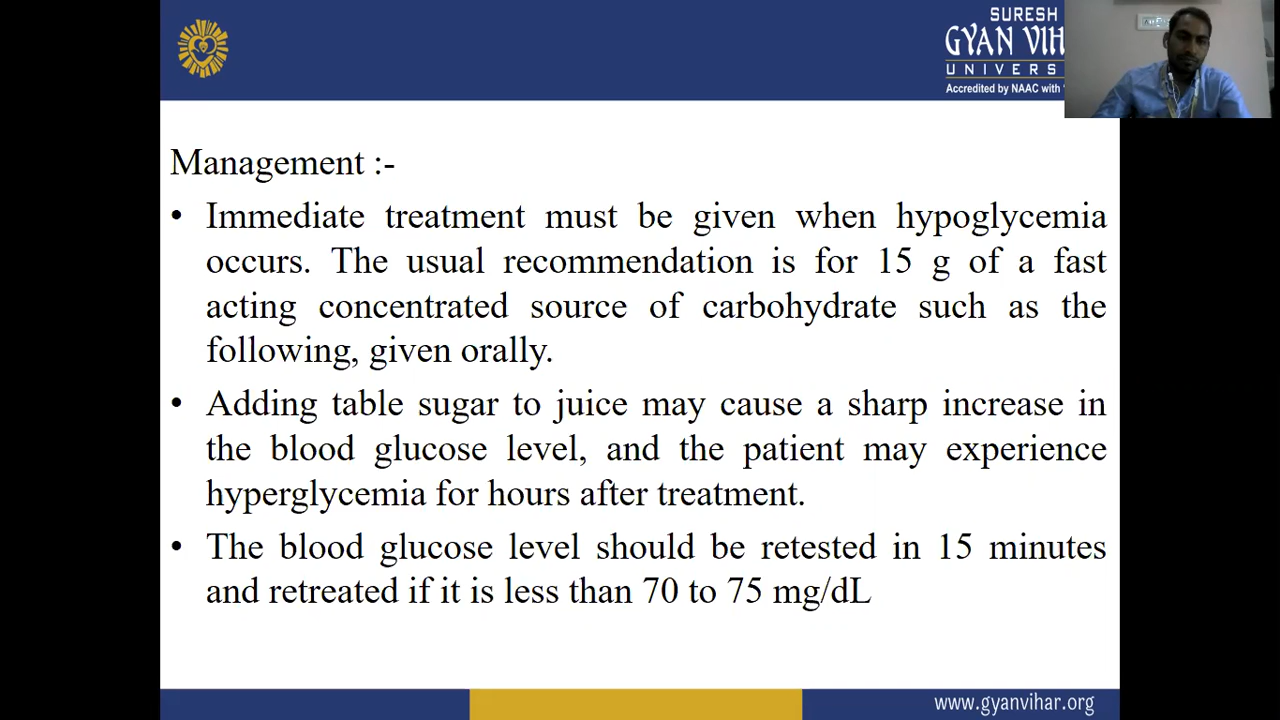 SURESH
GYAN VIH
UNIVERS
Accredited by NAAC with
Management :-
• Immediate treatment must be given when hypoglycemia
occurs. The usual recommendation is for 15 g of a fast
acting concentrated source of carbohydrate such as the
following, given orally.
• Adding table sugar to juice may cause a sharp increase in
the blood glucose level, and the patient may experience
hyperglycemia for hours after treatment.
• The blood glucose level should be retested in 15 minutes
and retreated if it is less than 70 to 75 mg/dL
www.gyanvihar.org